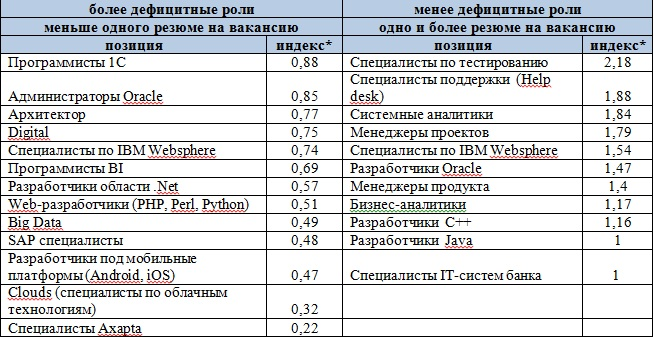 более дефицитные роли менее дефицитные роли
меньше одного резюме на вакансию одно и более резюме на вакансию
позиция индекс* позиция индекс*
Программисты 1С 0,88 Специалисты по тестированию 2,18
Специалисты поддержки (Help
Администраторы Oracle 0,85 desk) 1,88
Архитектор 0,77 Системные аналитики 1,84
Digital 0,75 Менеджеры проектов 1,79
Специалисты по IBM Websphere 0,74 Специалисты по IBM Websphere 1,54
Программисты BI 0,69 Разработчики Oracle 1,47
Разработчики области .Net 0,57 Менеджеры продукта 1,4
Web-разработчики (PHP, Perl, Python) 0,51 Бизнес-аналитики 1,17
Big Data 0,49 Разработчики С++ 1,16
SAP специалисты 0,48 Разработчики Java 1
Разработчики под мобильные
платформы (Android, iOS) 0,47 Специалисты IT-систем банка 1
Clouds (специалисты по облачным
технологиям) 0,32
Специалисты Axapta 0,22